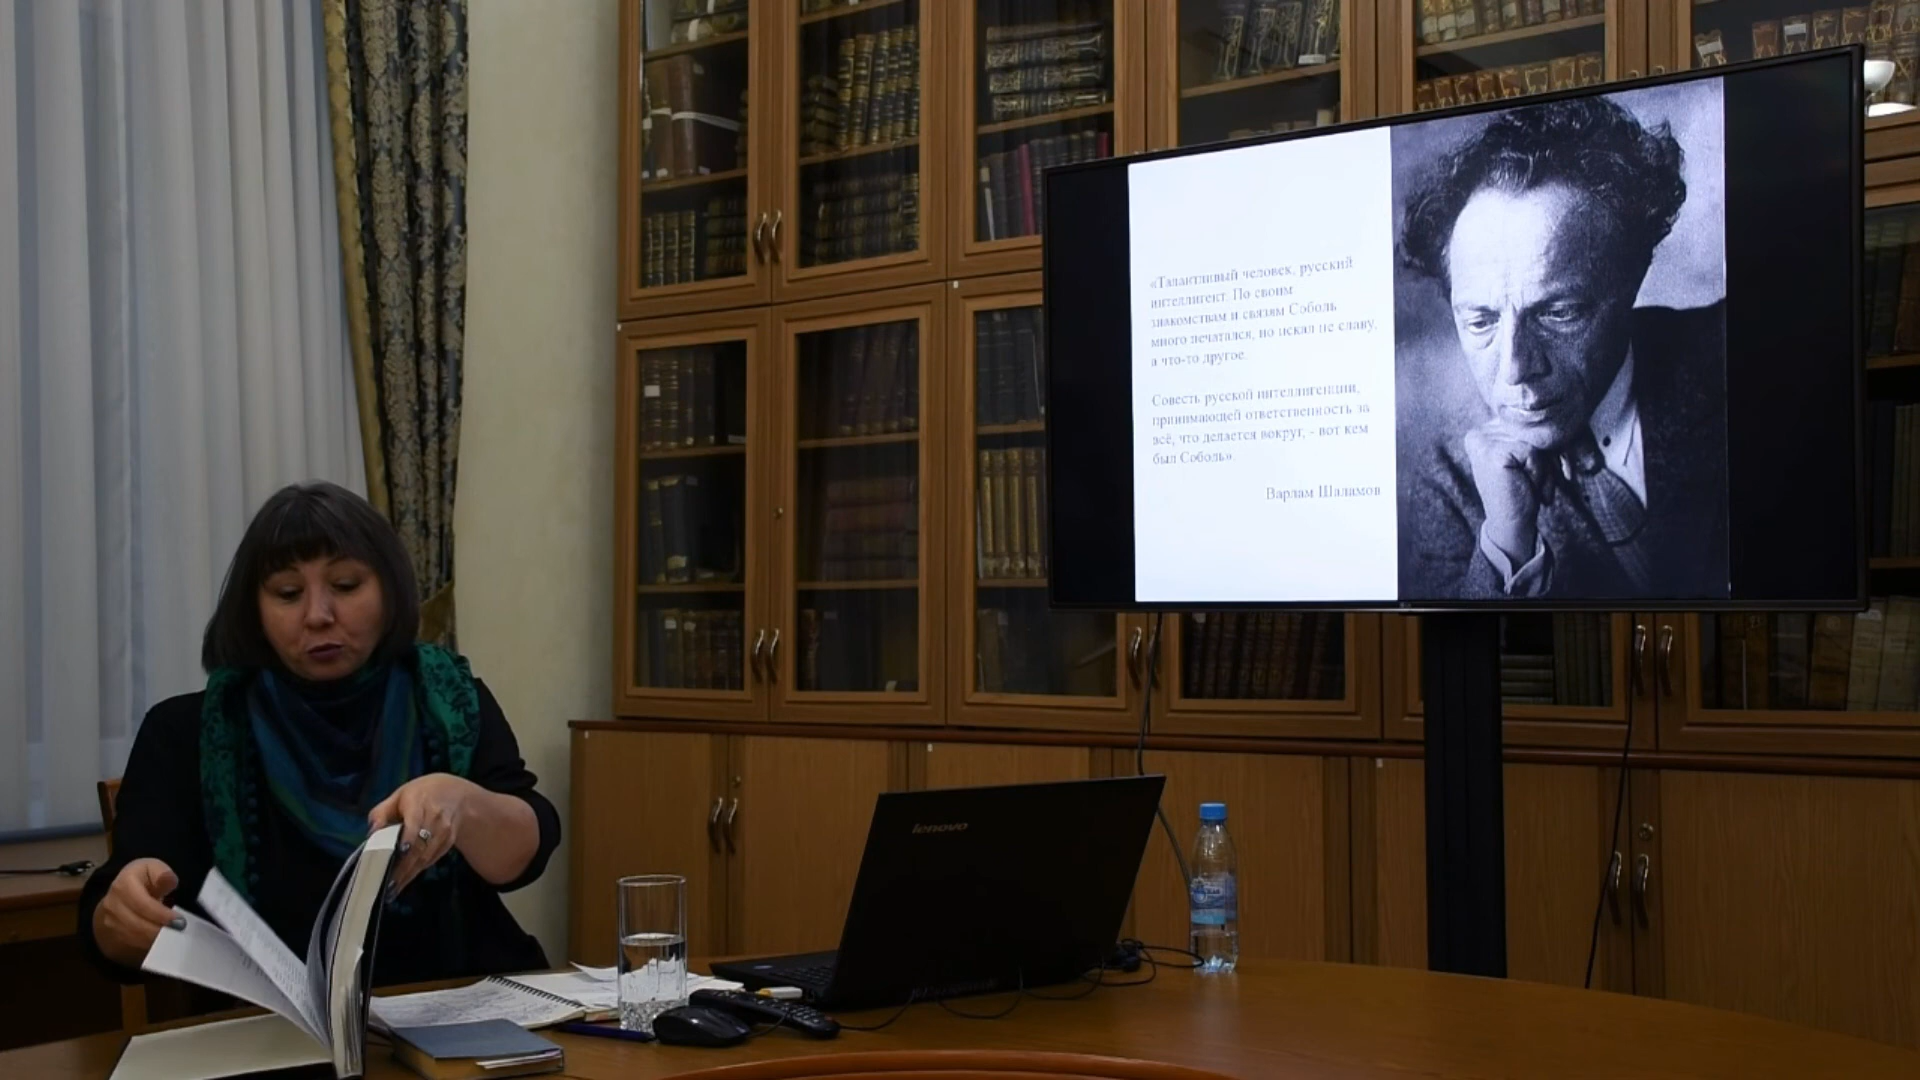 «Талантливый человек, русский
интеллигент. По своим
знакомствам и связям Соболь
много печатался, но искал не славу,
а что-то другое.
Совесть русской интеллигенции,
принимающей ответственность за
всё, что делается вокруг, - вот кем
был Соболь».
Варлам Шаламов
lenovo